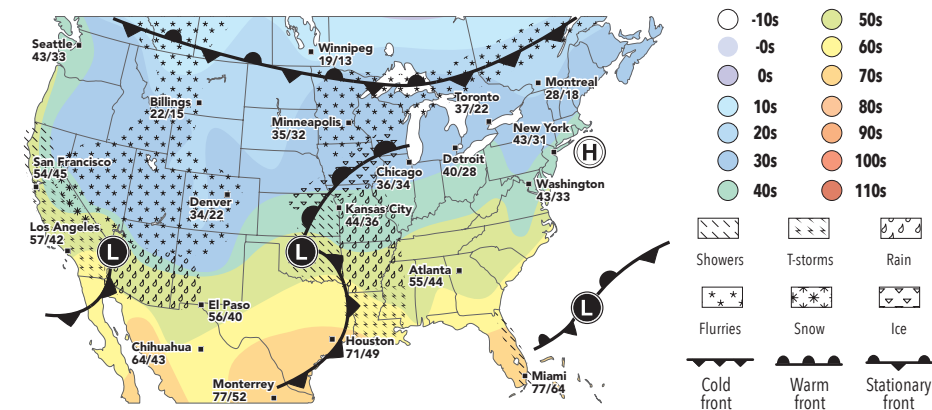 Seattle
43/33
Winnipeg
19/13
Billings
22/15
Minneapolis
35/32
Toronto
37/22
Montreal
28/18
New York
43/31
H
San Francisco
54/45
Denver
34/22
Chicago
36/34
Detroit
40/28
Washington
43/33
Kansas City
44/36
Los Angeles
57/42
L
L
Atlanta
55/44
L
El Paso
56/40
Chihuahua
64/43
Houston
71/49
Monterrey
77/52
Miami
77/64
-10s
50s
-0s
60s
0s
70s
10s
80s
20s
90s
30s
100s
40s
110s
Showers
T-storms
Rain
Flurries
Snow
Ice
Cold
front
Warm
front
Stationary
front